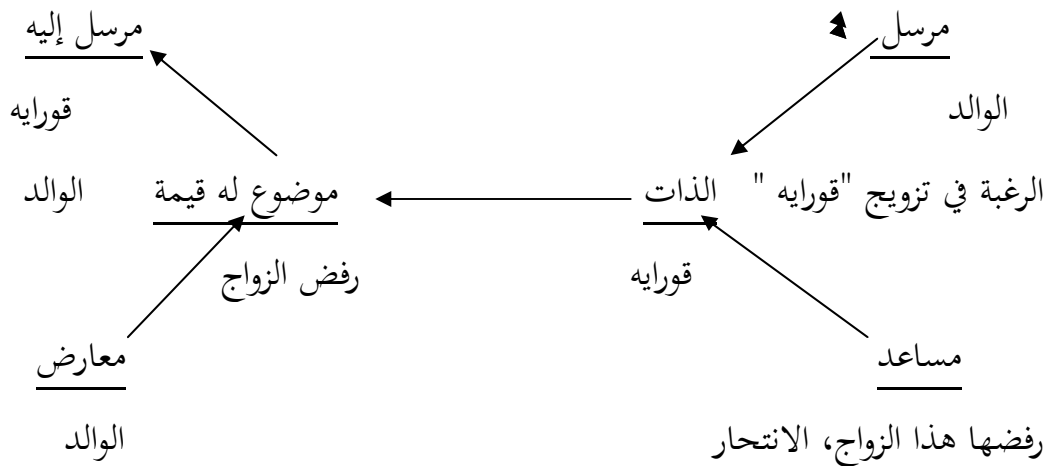 مرسل مرسل إليه
الوالد قورايه
الرغبة في تزويج "قورايه " الذات موضوع له قيمة الوالد
قورايه رفض الزواج
مساعد معارض
رفضها هذا الزواج، الانتحار الوالد